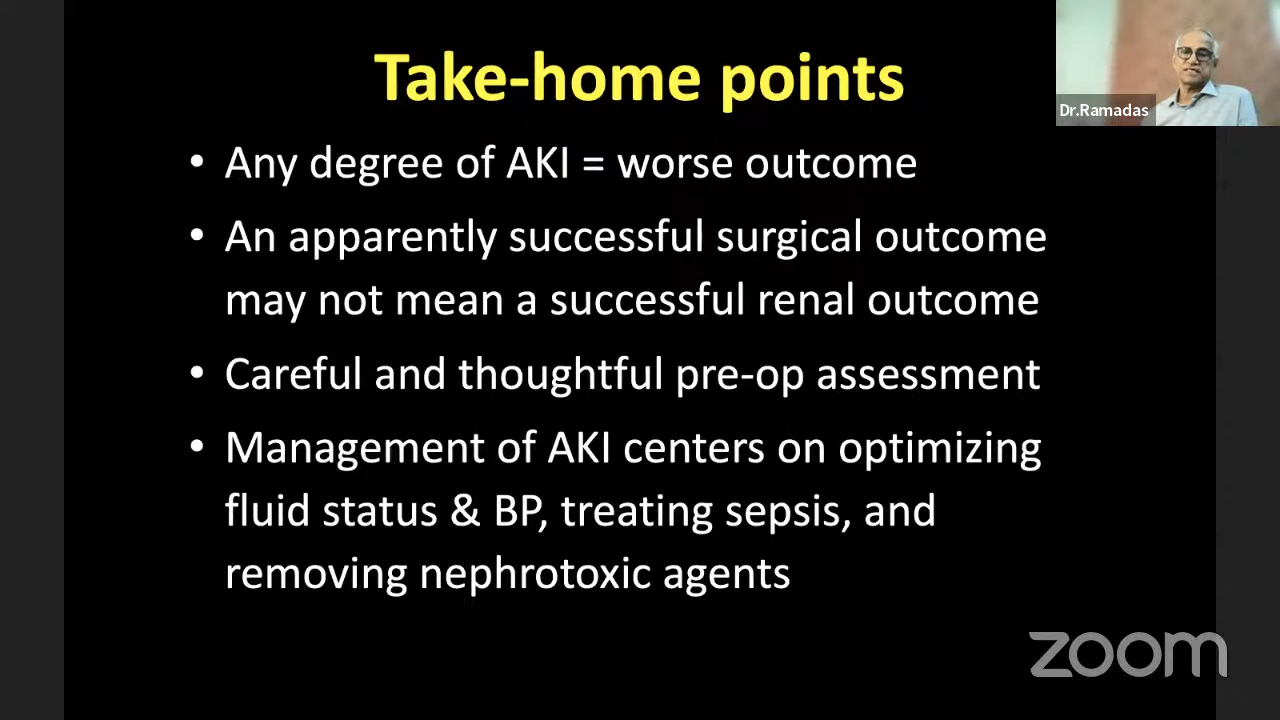 Take-home points
Dr.Ramadas
• Any degree of AKI = worse outcome
• An apparently successful surgical outcome
may not mean a successful renal outcome
• Careful and thoughtful pre-op assessment
• Management of AKI centers on optimizing
fluid status & BP, treating sepsis, and
removing nephrotoxic agents
zoom